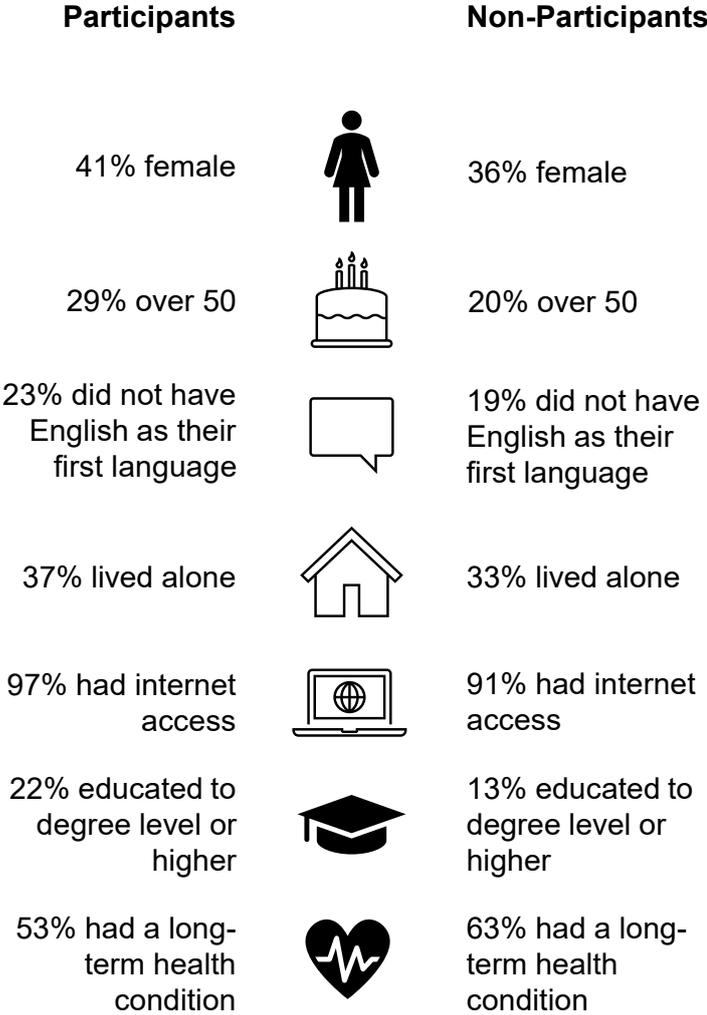 Participants
Non-Participants
41% female
36% female
29% over 50
20% over 50
23% did not have
English as their
first language
19% did not have
English as their
first language
37% lived alone
33% lived alone
97% had internet
access
91% had internet
access
22% educated to
degree level or
higher
13% educated to
degree level or
higher
53% had a long-
term health
condition
63% had a long-
term health
condition